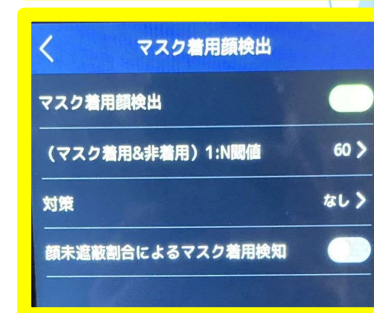 マスク着用顔検出
マスク着用顔検出
(マスク着用&非着用) 1:N閾値 60
対策 なし
顔未遮蔽割合によるマスク着用検知